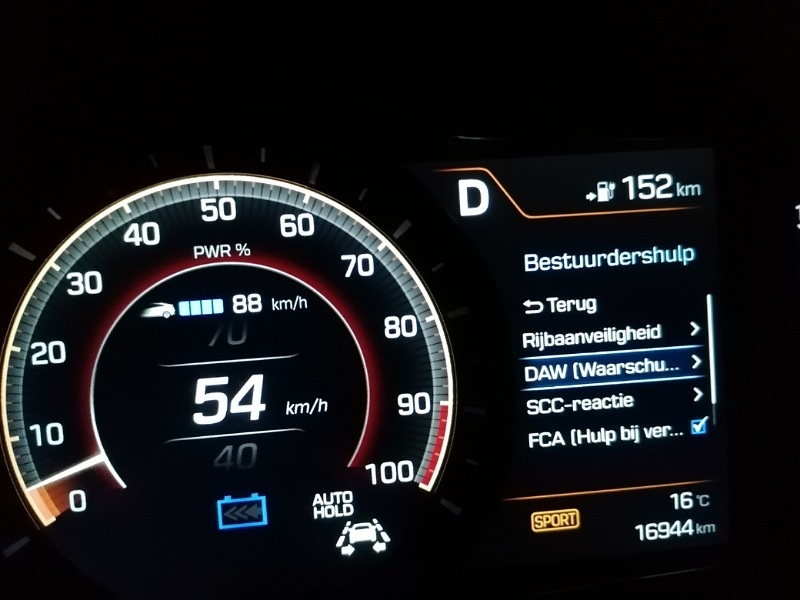 50
40
60
PWR %
30
70
88 km/h
70
20
80
54 km/h
10
90
40
0
100
AUTO
HOLD
D
152 km
Bestuurdershulp
Terug
Rijbaanveiligheid
DAW (Waarschu...
SCC-reactie
FCA (Hulp bij ver...
SPORT
16 °C
16944 km